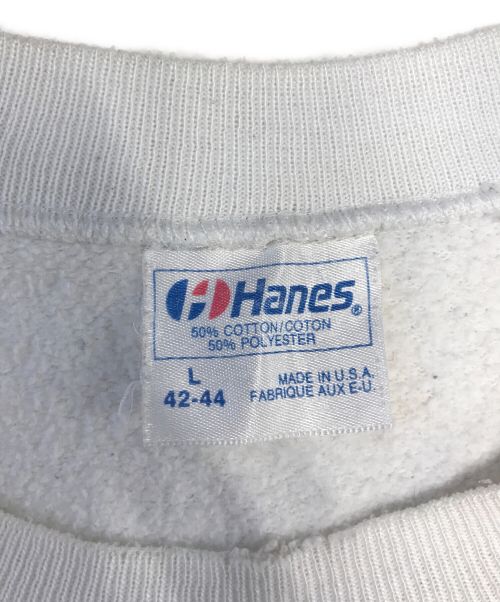 Hanes®
50% COTTON/COTON
50% POLYESTER
L
42-44
MADE IN U.S.A.
FABRIQUE AUX E-U